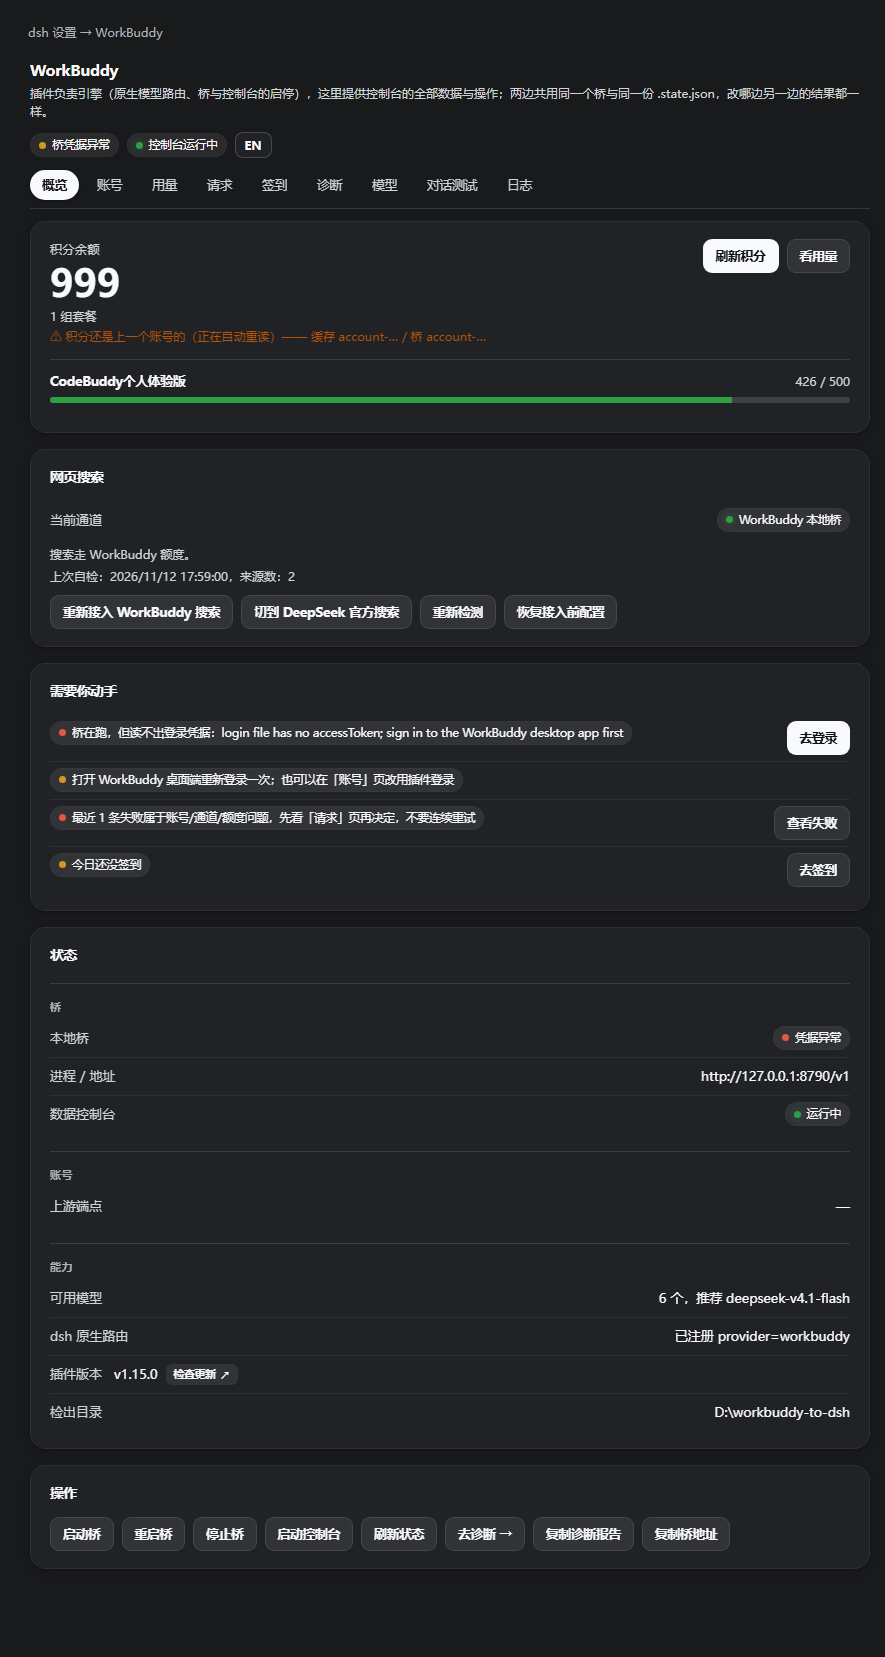 dsh 设置 → WorkBuddy
WorkBuddy
插件负责引擎（原生模型路由、桥与控制台的启停），这里提供控制台的全部数据与操作；两边共用同一个桥与同一份 .state.json，改哪边另一边的结果都一
样。
桥凭据异常 控制台运行中 EN
概览 账号 用量 请求 签到 诊断 模型 对话测试 日志
积分余额
刷新积分 看用量
999
1 组套餐
⚠ 积分还是上一个账号的（正在自动重读）—— 缓存 account-... / 桥 account-...
CodeBuddy个人体验版 426 / 500
网页搜索
当前通道 WorkBuddy 本地桥
搜索走 WorkBuddy 额度。
上次自检：2026/11/12 17:59:00，来源数：2
重新接入 WorkBuddy 搜索 切到 DeepSeek 官方搜索 重新检测 恢复接入前配置
需要你动手
桥在跑，但读不出登录凭据：login file has no accessToken; sign in to the WorkBuddy desktop app first 去登录
打开 WorkBuddy 桌面端重新登录一次；也可以在「账号」页改用插件登录
最近 1 条失败属于账号/通道/额度问题，先看「请求」页再决定，不要连续重试 查看失败
今日还没签到 去签到
状态
桥
本地桥 凭据异常
进程 / 地址 http://127.0.0.1:8790/v1
数据控制台 运行中
账号
上游端点 —
能力
可用模型 6 个，推荐 deepseek-v4.1-flash
dsh 原生路由 已注册 provider=workbuddy
插件版本 v1.15.0 检查更新 ↗
检出目录 D:\workbuddy-to-dsh
操作
启动桥 重启桥 停止桥 启动控制台 刷新状态 去诊断 → 复制诊断报告 复制桥地址